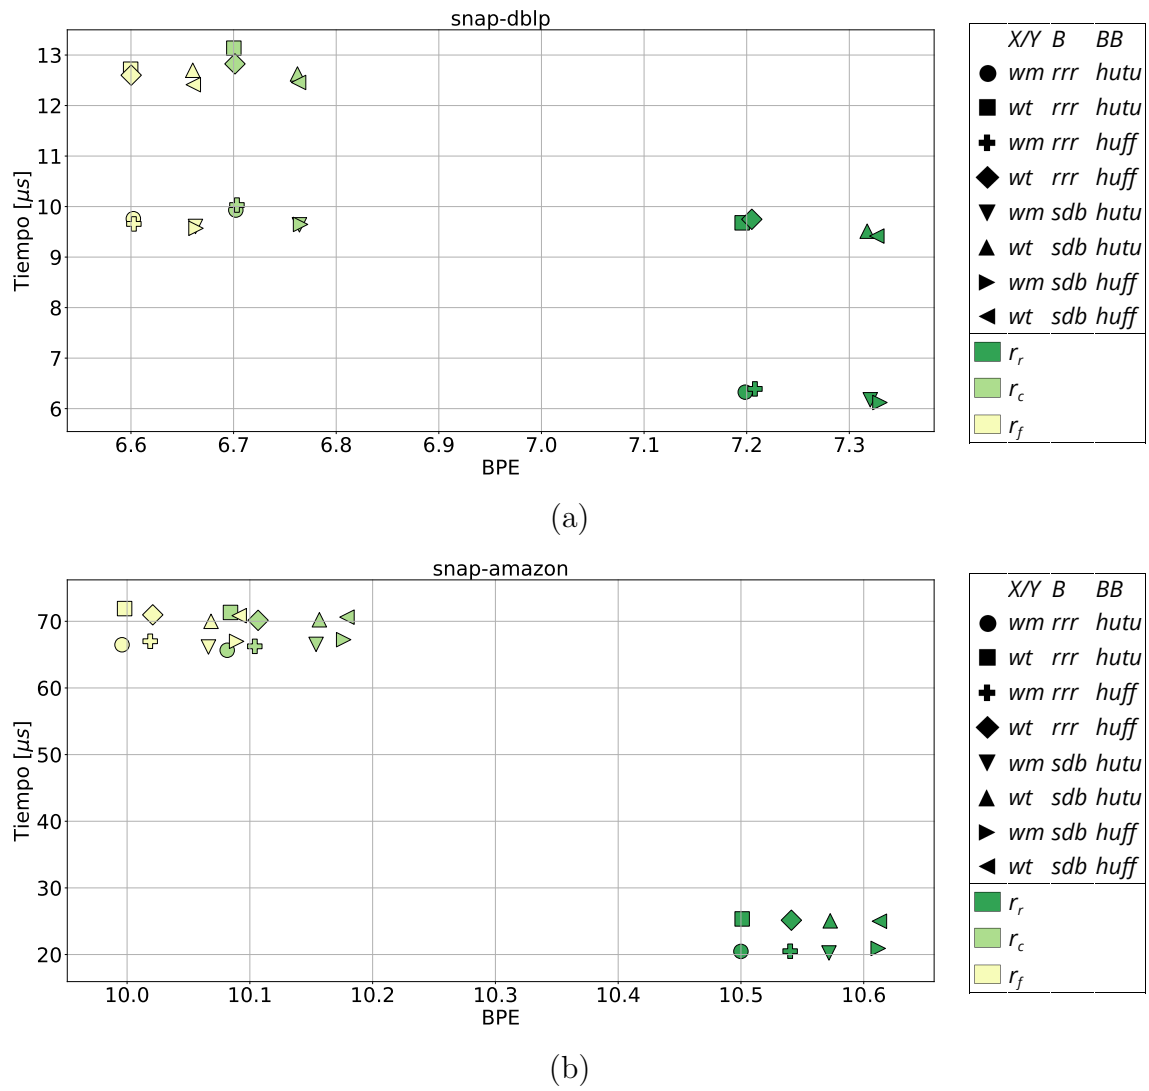 snap-dblp
13
12
11
10
9
8
7
6
Tiempo [μs]
6.6 6.7 6.8 6.9 7.0 7.1 7.2 7.3
BPE
X/Y B BB
wm rrr hutu
wt rrr hutu
wm rrr huff
wt rrr huff
wm sdb hutu
wt sdb hutu
wm sdb huff
wt sdb huff
r_r
r_c
r_f
(a)
snap-amazon
70
60
50
40
30
20
Tiempo [μs]
10.0 10.1 10.2 10.3 10.4 10.5 10.6
BPE
X/Y B BB
wm rrr hutu
wt rrr hutu
wm rrr huff
wt rrr huff
wm sdb hutu
wt sdb hutu
wm sdb huff
wt sdb huff
r_r
r_c
r_f
(b)